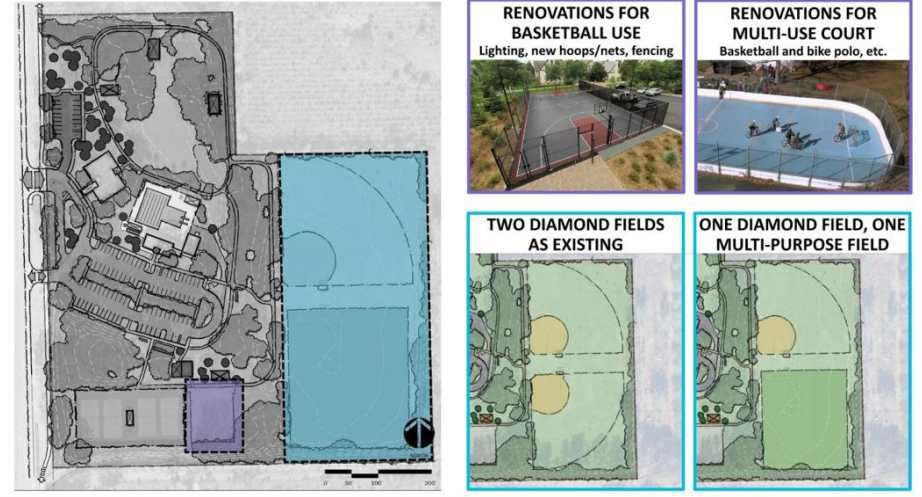 NORTH
0 50 100 200
RENOVATIONS FOR
BASKETBALL USE
Lighting, new hoops/nets, fencing
RENOVATIONS FOR
MULTI-USE COURT
Basketball and bike polo, etc.
TWO DIAMOND FIELDS
AS EXISTING
ONE DIAMOND FIELD, ONE
MULTI-PURPOSE FIELD